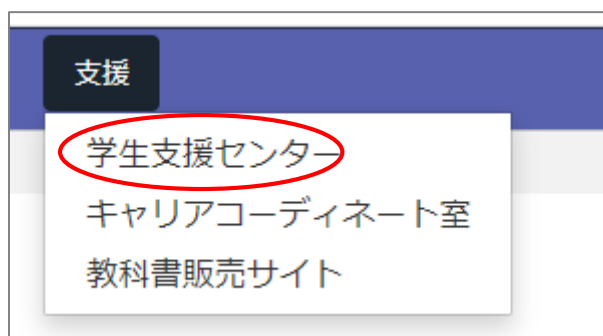 支援
学生支援センター
キャリアコーディネート室
教科書販売サイト